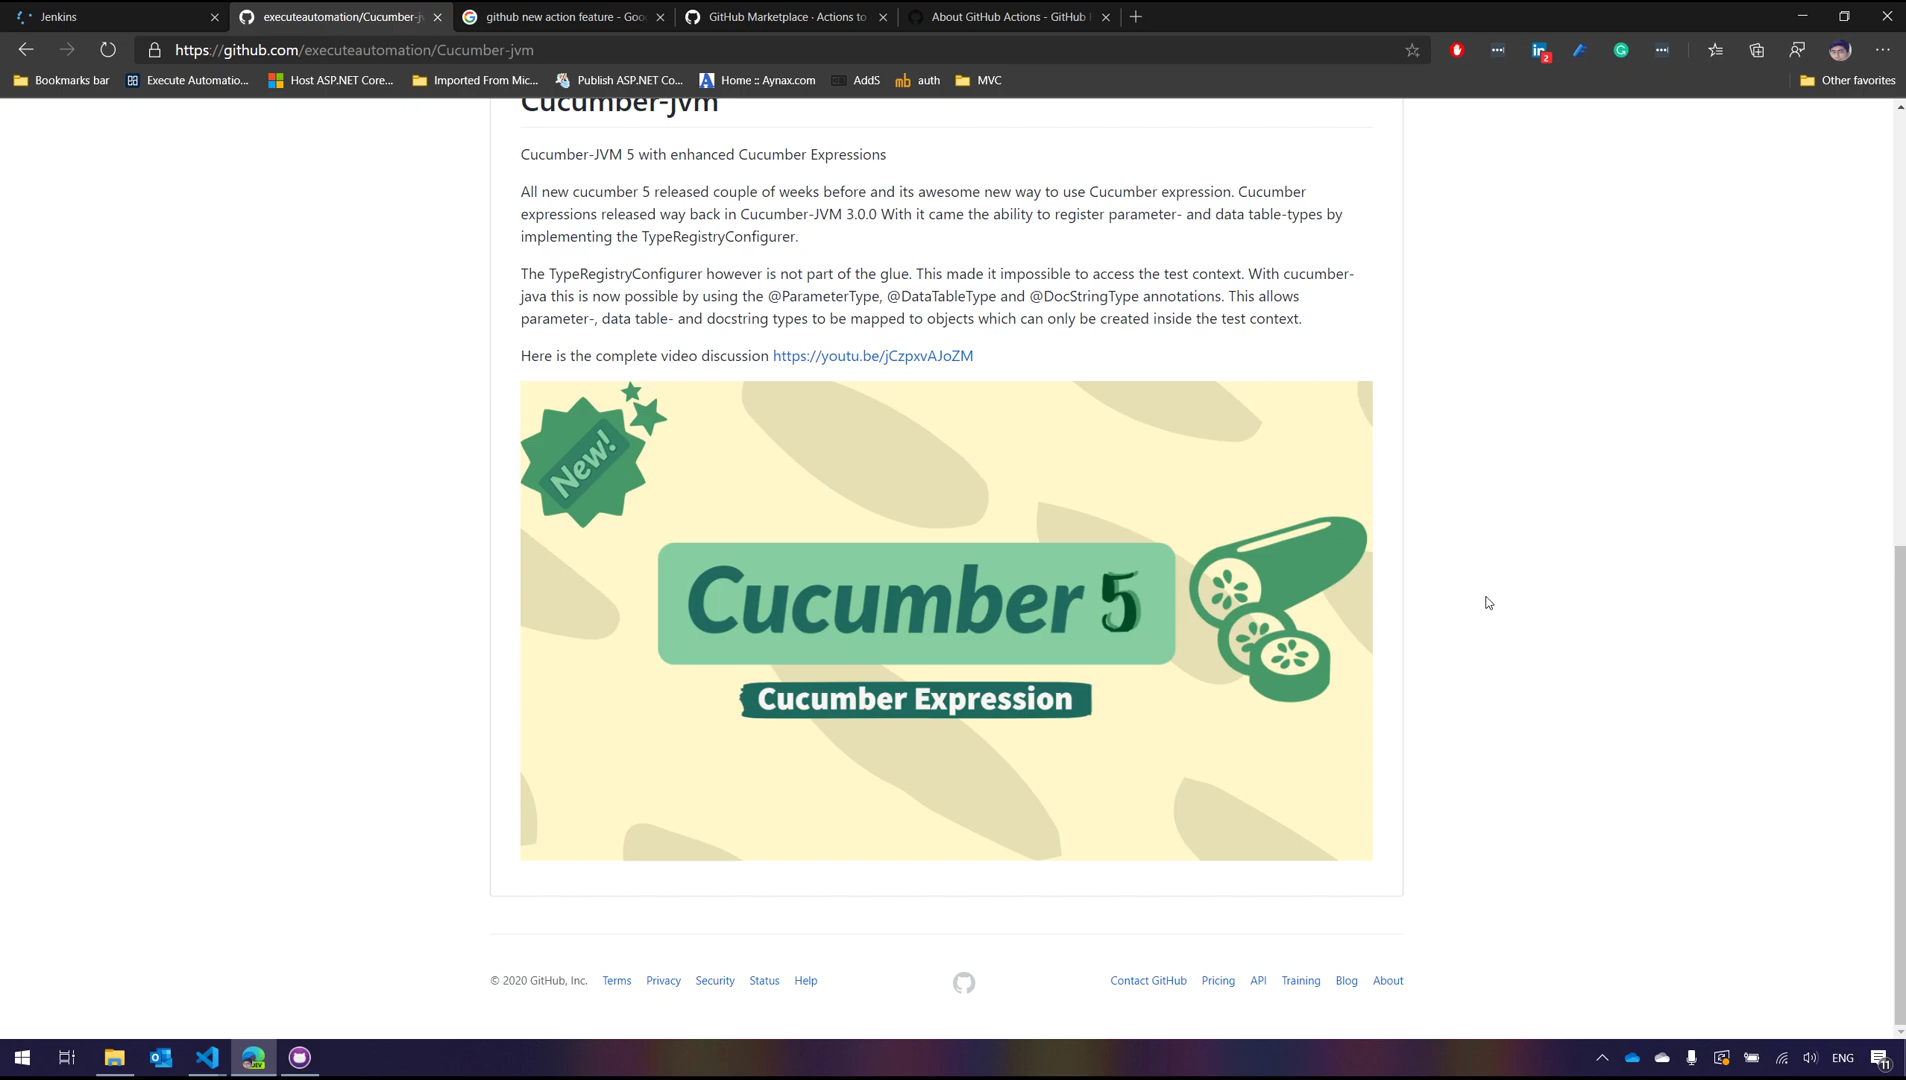 Jenkins
executeautomation/Cucumber-jv
github new action feature - Goo
GitHub Marketplace · Actions to
About GitHub Actions - GitHub
https://github.com/executeautomation/Cucumber-jvm
2
Bookmarks bar
Execute Automatio...
Host ASP.NET Core...
Imported From Mic...
Publish ASP.NET Co...
Home :: Aynax.com
AddS
auth
MVC
Other favorites
Cucumber-jvm
Cucumber-JVM 5 with enhanced Cucumber Expressions
All new cucumber 5 released couple of weeks before and its awesome new way to use Cucumber expression. Cucumber
expressions released way back in Cucumber-JVM 3.0.0 With it came the ability to register parameter- and data table-types by
implementing the TypeRegistryConfigurer.
The TypeRegistryConfigurer however is not part of the glue. This made it impossible to access the test context. With cucumber-
java this is now possible by using the @ParameterType, @DataTableType and @DocStringType annotations. This allows
parameter-, data table- and docstring types to be mapped to objects which can only be created inside the test context.
Here is the complete video discussion https://youtu.be/jCzpxvAJoZM
New!
Cucumber 5
Cucumber Expression
© 2020 GitHub, Inc.
Terms
Privacy
Security
Status
Help
Contact GitHub
Pricing
API
Training
Blog
About
ENG
11